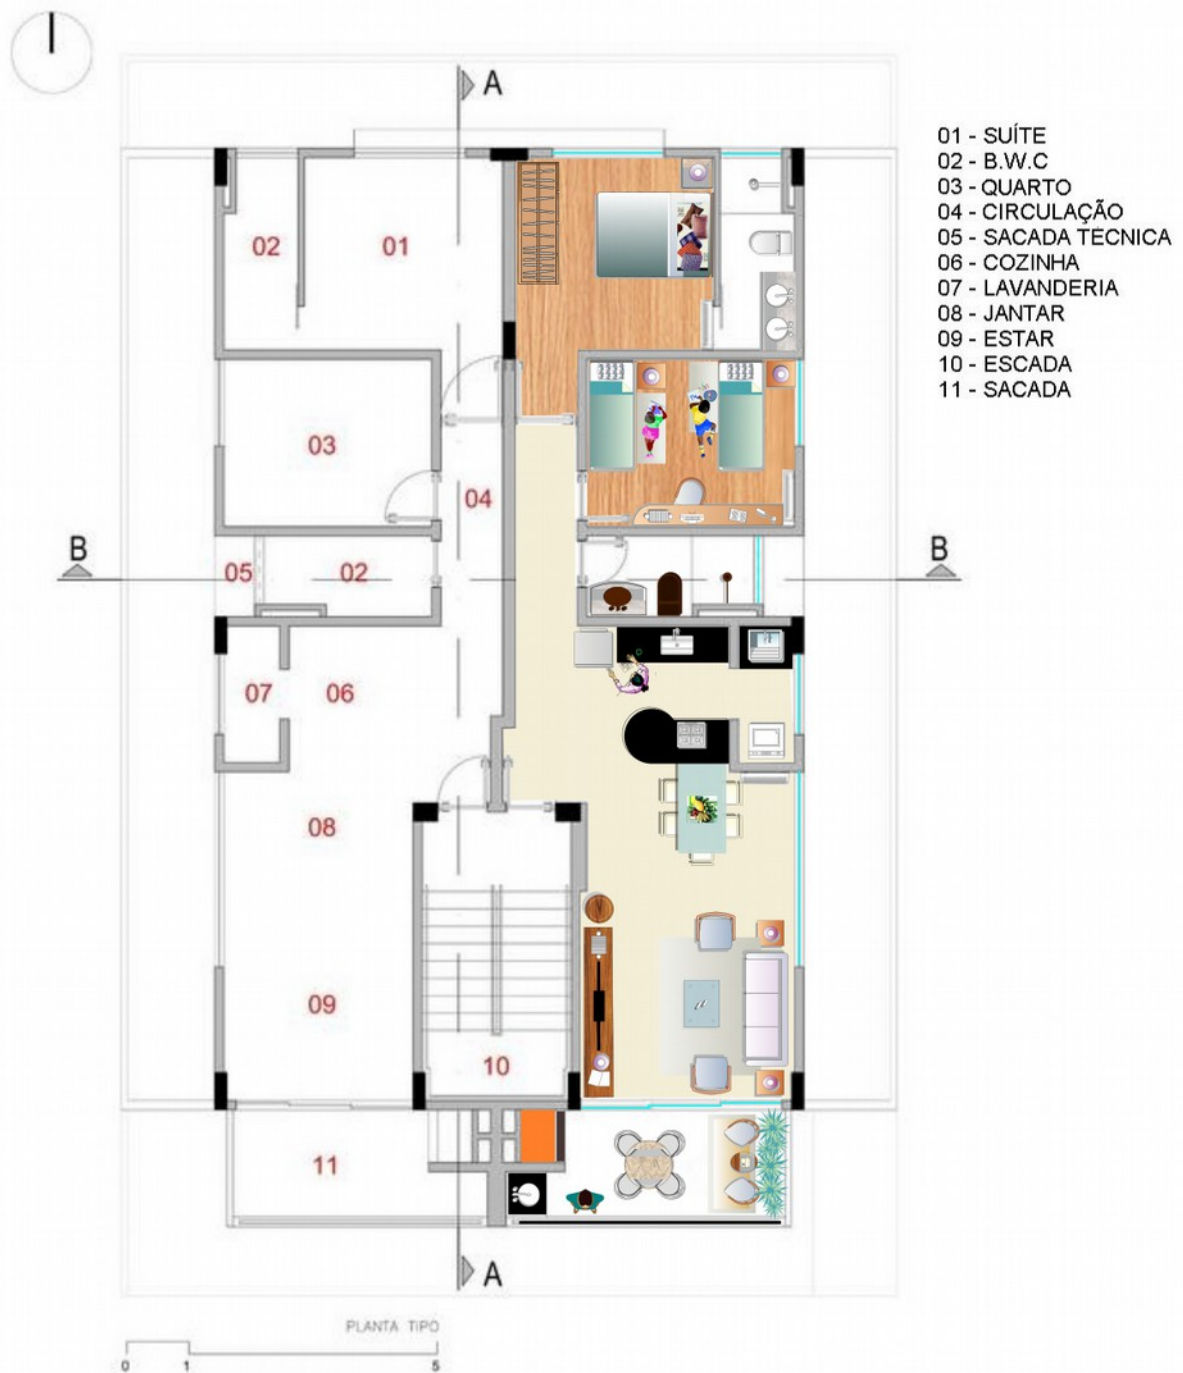 A
01 - SUÍTE
02 - B.W.C
03 - QUARTO
04 - CIRCULAÇÃO
05 - SACADA TÉCNICA
06 - COZINHA
07 - LAVANDERIA
08 - JANTAR
09 - ESTAR
10 - ESCADA
11 - SACADA
02 01
03
04
B B
05 02
07 06
08
09
10
11
A
PLANTA TIPO
0 1 5